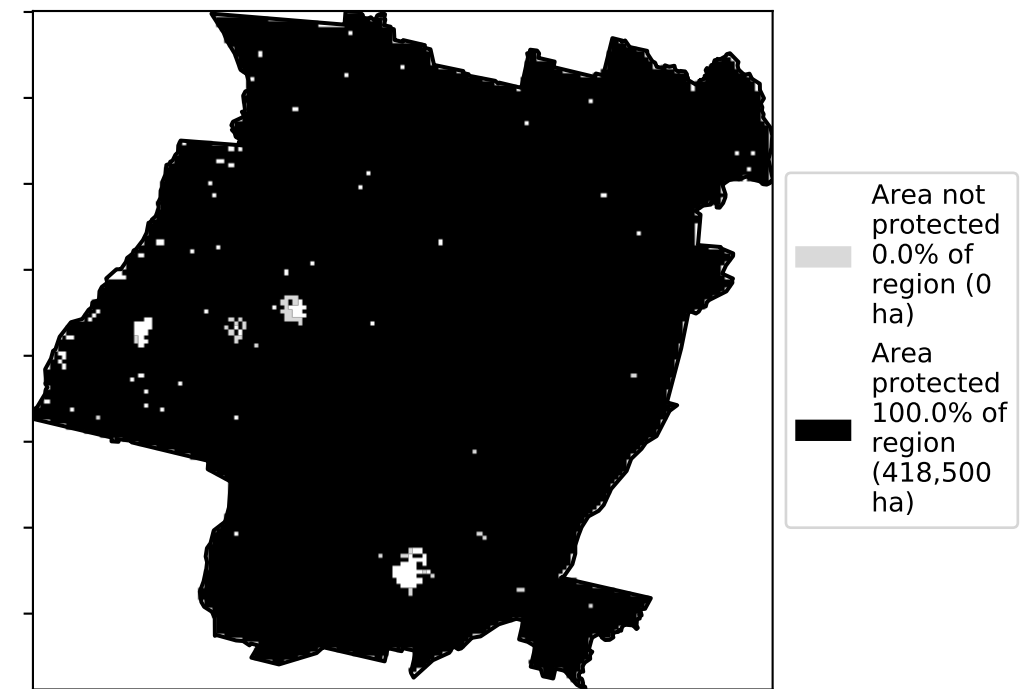 Area not
protected
0.0% of
region (0
ha)
Area
protected
100.0% of
region
(418,500
ha)